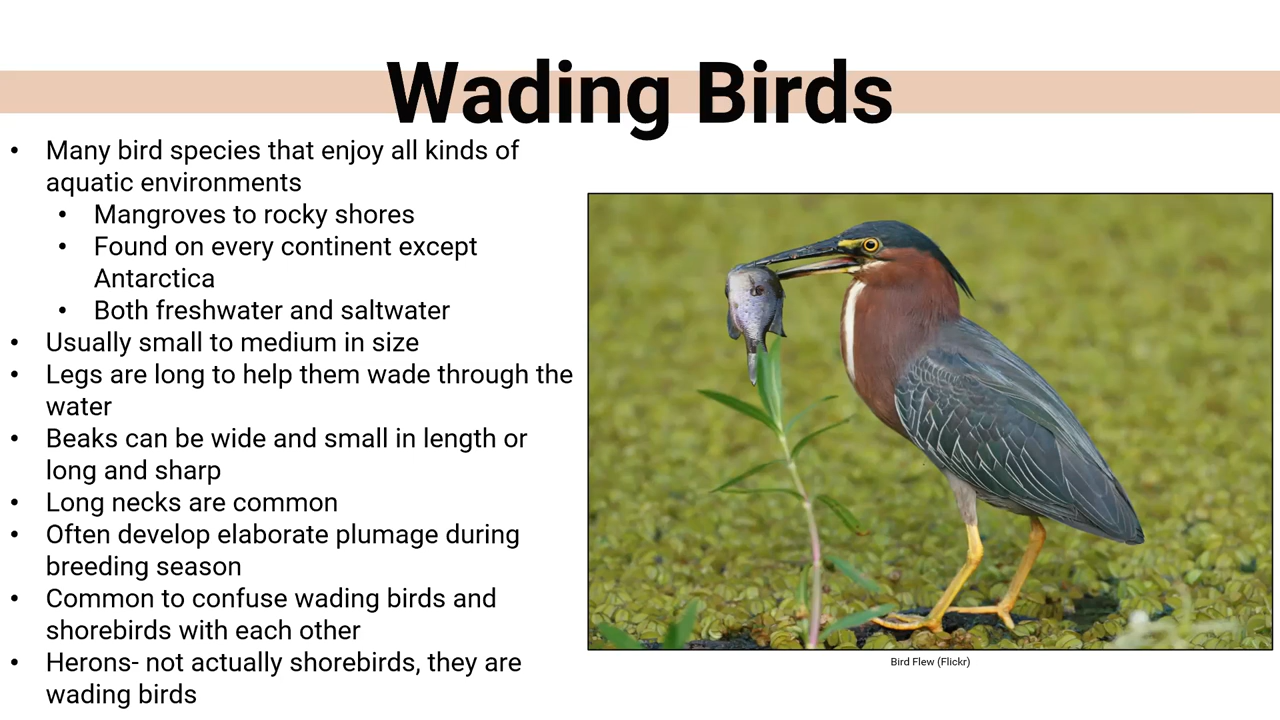 Wading Birds
• Many bird species that enjoy all kinds of
aquatic environments
• Mangroves to rocky shores
• Found on every continent except
Antarctica
• Both freshwater and saltwater
• Usually small to medium in size
• Legs are long to help them wade through the
water
• Beaks can be wide and small in length or
long and sharp
• Long necks are common
• Often develop elaborate plumage during
breeding season
• Common to confuse wading birds and
shorebirds with each other
• Herons- not actually shorebirds, they are
wading birds
Bird Flew (Flickr)